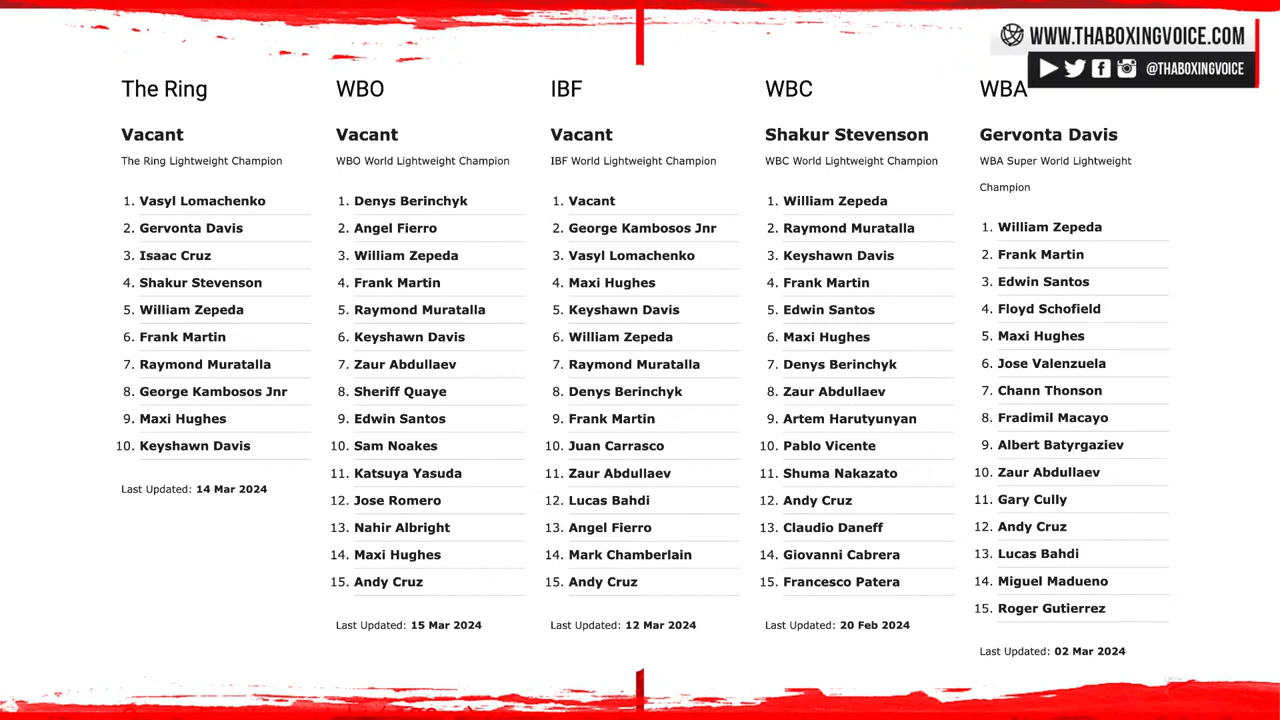 WWW.THABOXINGVOICE.COM
@THABOXINGVOICE
The Ring
Vacant
The Ring Lightweight Champion
1. Vasyl Lomachenko
2. Gervonta Davis
3. Isaac Cruz
4. Shakur Stevenson
5. William Zepeda
6. Frank Martin
7. Raymond Muratalla
8. George Kambosos Jnr
9. Maxi Hughes
10. Keyshawn Davis
Last Updated: 14 Mar 2024
WBO
Vacant
WBO World Lightweight Champion
1. Denys Berinchyk
2. Angel Fierro
3. William Zepeda
4. Frank Martin
5. Raymond Muratalla
6. Keyshawn Davis
7. Zaur Abdullaev
8. Sheriff Quaye
9. Edwin Santos
10. Sam Noakes
11. Katsuya Yasuda
12. Jose Romero
13. Nahir Albright
14. Maxi Hughes
15. Andy Cruz
Last Updated: 15 Mar 2024
IBF
Vacant
IBF World Lightweight Champion
1. Vacant
2. George Kambosos Jnr
3. Vasyl Lomachenko
4. Maxi Hughes
5. Keyshawn Davis
6. William Zepeda
7. Raymond Muratalla
8. Denys Berinchyk
9. Frank Martin
10. Juan Carrasco
11. Zaur Abdullaev
12. Lucas Bahdi
13. Angel Fierro
14. Mark Chamberlain
15. Andy Cruz
Last Updated: 12 Mar 2024
WBC
Shakur Stevenson
WBC World Lightweight Champion
1. William Zepeda
2. Raymond Muratalla
3. Keyshawn Davis
4. Frank Martin
5. Edwin Santos
6. Maxi Hughes
7. Denys Berinchyk
8. Zaur Abdullaev
9. Artem Harutyunyan
10. Pablo Vicente
11. Shuma Nakazato
12. Andy Cruz
13. Claudio Daneff
14. Giovanni Cabrera
15. Francesco Patera
Last Updated: 20 Feb 2024
WBA
Gervonta Davis
WBA Super World Lightweight
Champion
1. William Zepeda
2. Frank Martin
3. Edwin Santos
4. Floyd Schofield
5. Maxi Hughes
6. Jose Valenzuela
7. Chann Thonson
8. Fradimil Macayo
9. Albert Batyrgaziev
10. Zaur Abdullaev
11. Gary Cully
12. Andy Cruz
13. Lucas Bahdi
14. Miguel Madueno
15. Roger Gutierrez
Last Updated: 02 Mar 2024